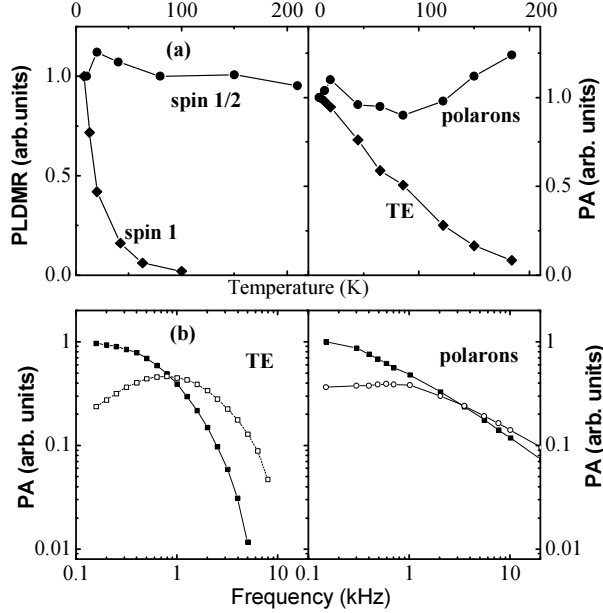 0 100 200 0 50 100 150 200
(a)
1.0 1.0
spin 1/2
polarons
PLDMR (arb.units)
PA (arb. units)
0.5 0.5
TE
spin 1
0.0 0.0
Temperature (K)
(b)
1 TE polarons 1
PA (arb. units)
PA (arb. units)
0.1 0.1
0.01 0.01
0.1 1 10 0.1 1 10
Frequency (kHz)